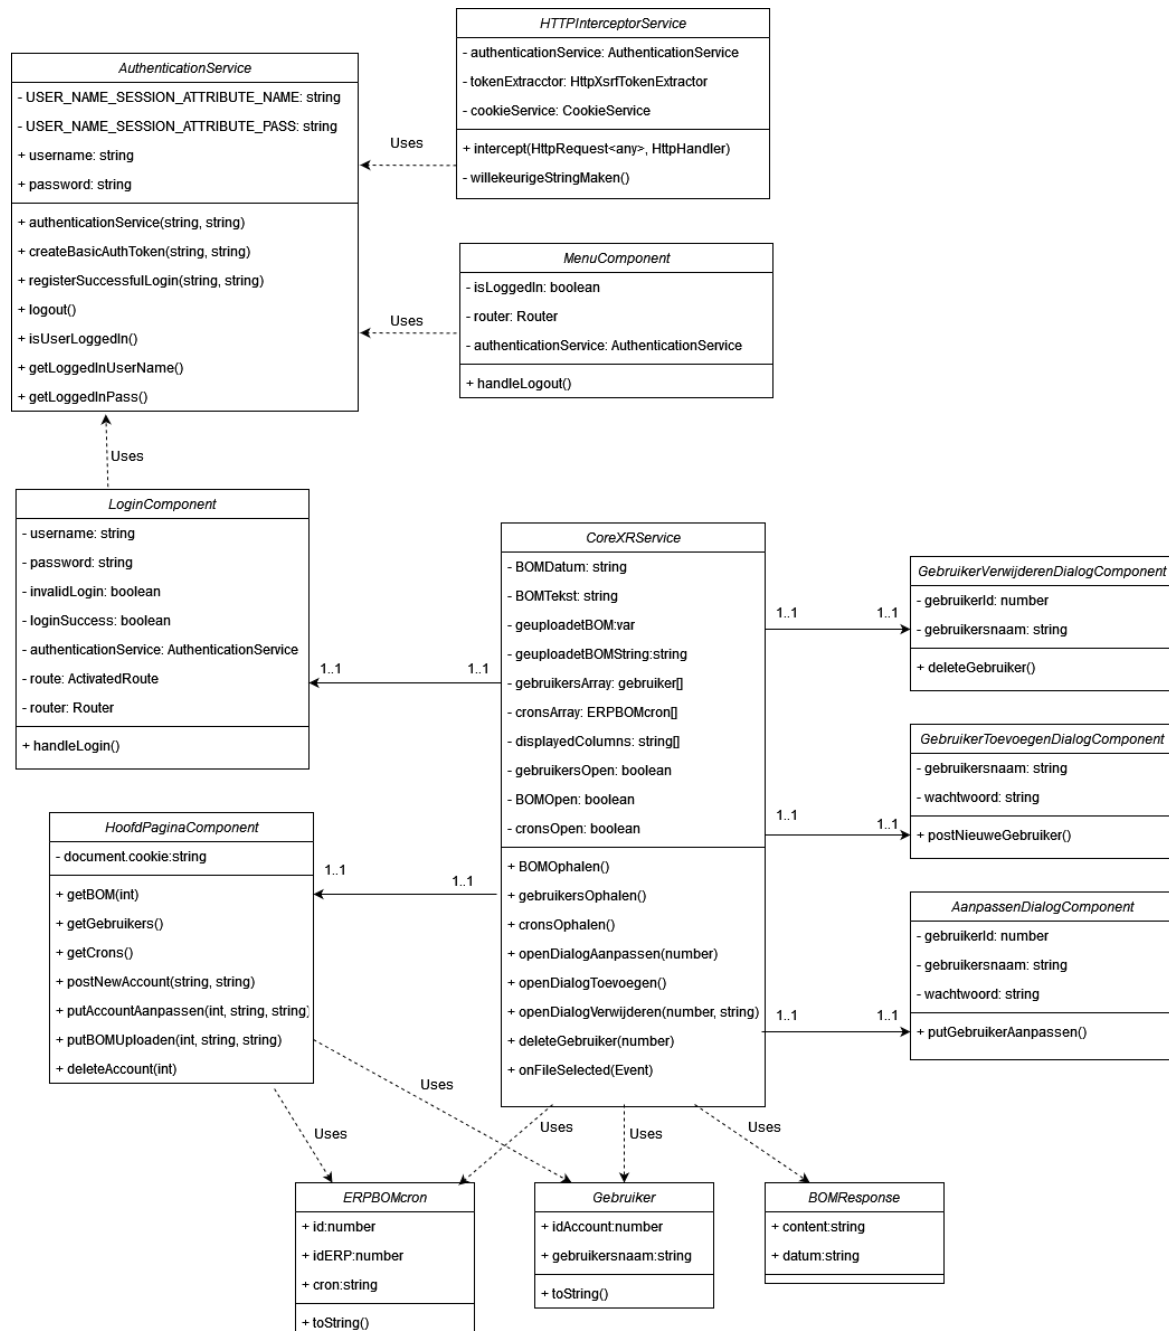 HTTPInterceptorService
- authenticationService: AuthenticationService
- tokenExtracctor: HttpXsrfTokenExtractor
- cookieService: CookieService
+ intercept(HttpRequest<any>, HttpHandler)
- willekeurigeStringMaken()
AuthenticationService
- USER_NAME_SESSION_ATTRIBUTE_NAME: string
- USER_NAME_SESSION_ATTRIBUTE_PASS: string
+ username: string
+ password: string
+ authenticationService(string, string)
+ createBasicAuthToken(string, string)
+ registerSuccessfulLogin(string, string)
+ logout()
+ isUserLoggedIn()
+ getLoggedInUserName()
+ getLoggedInPass()
Uses
MenuComponent
- isLoggedIn: boolean
- router: Router
- authenticationService: AuthenticationService
+ handleLogout()
Uses
Uses
LoginComponent
- username: string
- password: string
- invalidLogin: boolean
- loginSuccess: boolean
- authenticationService: AuthenticationService
- route: ActivatedRoute
- router: Router
+ handleLogin()
1..1
1..1
CoreXRService
- BOMDatum: string
- BOMTekst: string
- geuploadetBOM:var
- geuploadetBOMString:string
- gebruikersArray: gebruiker[]
- cronsArray: ERPBOMcron[]
- displayedColumns: string[]
- gebruikersOpen: boolean
- BOMOpen: boolean
- cronsOpen: boolean
+ BOMOphalen()
+ gebruikersOphalen()
+ cronsOphalen()
+ openDialogAanpassen(number)
+ openDialogToevoegen()
+ openDialogVerwijderen(number, string)
+ deleteGebruiker(number)
+ onFileSelected(Event)
1..1
1..1
GebruikerVerwijderenDialogComponent
- gebruikerId: number
- gebruikersnaam: string
+ deleteGebruiker()
1..1
1..1
GebruikerToevoegenDialogComponent
- gebruikersnaam: string
- wachtwoord: string
+ postNieuweGebruiker()
1..1
1..1
AanpassenDialogComponent
- gebruikerId: number
- gebruikersnaam: string
- wachtwoord: string
+ putGebruikerAanpassen()
HoofdPaginaComponent
- document.cookie:string
+ getBOM(int)
+ getGebruikers()
+ getCrons()
+ postNewAccount(string, string)
+ putAccountAanpassen(int, string, string)
+ putBOMUploaden(int, string, string)
+ deleteAccount(int)
1..1
1..1
Uses
Uses
Uses
Uses
Uses
ERPBOMcron
+ id:number
+ idERP:number
+ cron:string
+ toString()
Gebruiker
+ idAccount:number
+ gebruikersnaam:string
+ toString()
BOMResponse
+ content:string
+ datum:string